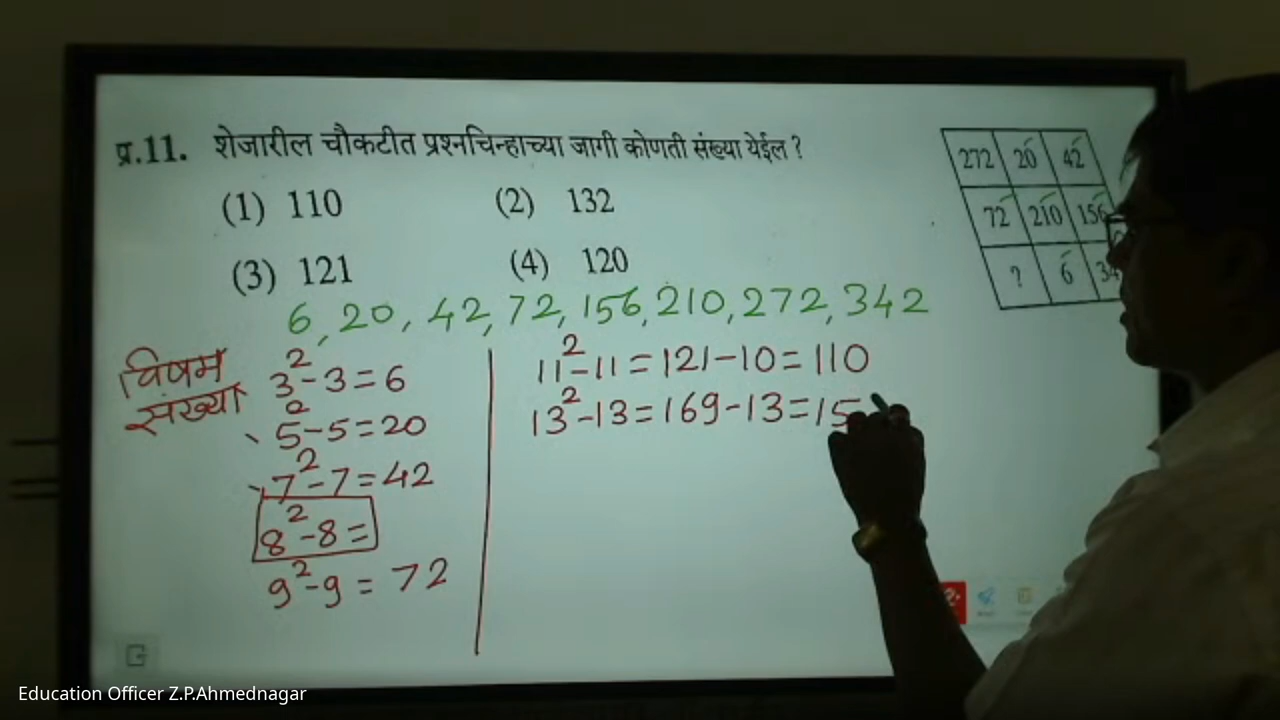 प्र.11. शेजारील चौकटीत प्रश्नचिन्हाच्या जागी कोणती संख्या येईल ?
(1) 110 (2) 132
(3) 121 (4) 120
272 20 42
72 210 156
? 6 34
6, 20, 42, 72, 156, 210, 272, 342
विषम संख्या
3²-3=6
5²-5=20
7²-7=42
8²-8=
9²-9=72
11²-11=121-10=110
13²-13=169-13=15
Education Officer Z.P.Ahmednagar